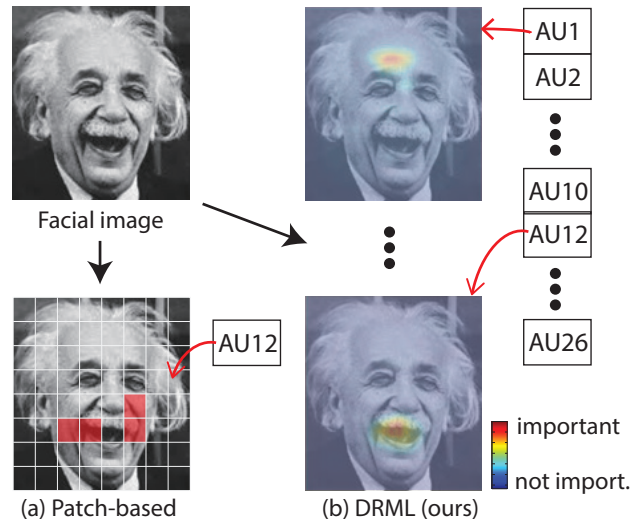 Facial image
AU12
(a) Patch-based
AU1
AU2
AU10
AU12
AU26
important
not import.
(b) DRML (ours)